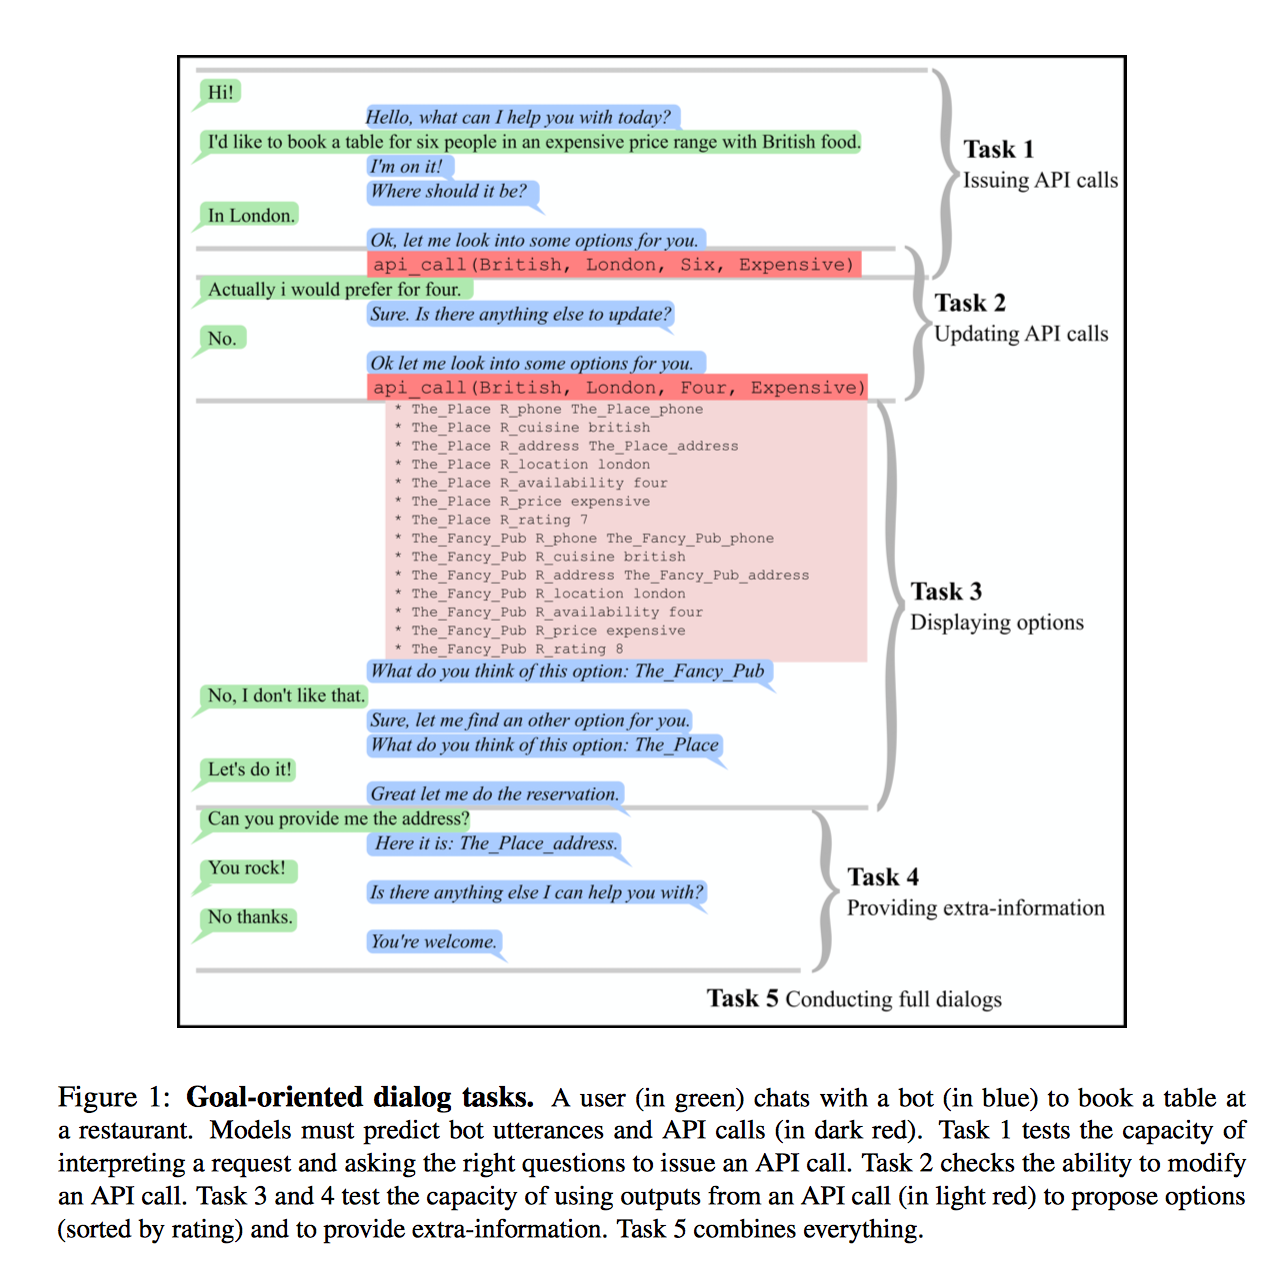 Hi!
Hello, what can I help you with today?
I'd like to book a table for six people in an expensive price range with British food.
I'm on it!
Where should it be?
In London.
Ok, let me look into some options for you.
api_call(British, London, Six, Expensive)
Task 1
Issuing API calls
Actually i would prefer for four.
Sure. Is there anything else to update?
No.
Ok let me look into some options for you.
api_call(British, London, Four, Expensive)
Task 2
Updating API calls
* The_Place R_phone The_Place_phone
* The_Place R_cuisine british
* The_Place R_address The_Place_address
* The_Place R_location london
* The_Place R_availability four
* The_Place R_price expensive
* The_Place R_rating 7
* The_Fancy_Pub R_phone The_Fancy_Pub_phone
* The_Fancy_Pub R_cuisine british
* The_Fancy_Pub R_address The_Fancy_Pub_address
* The_Fancy_Pub R_location london
* The_Fancy_Pub R_availability four
* The_Fancy_Pub R_price expensive
* The_Fancy_Pub R_rating 8
What do you think of this option: The_Fancy_Pub
No, I don't like that.
Sure, let me find an other option for you.
What do you think of this option: The_Place
Let's do it!
Great let me do the reservation.
Task 3
Displaying options
Can you provide me the address?
Here it is: The_Place_address.
You rock!
Is there anything else I can help you with?
No thanks.
You're welcome.
Task 4
Providing extra-information
Task 5 Conducting full dialogs
Figure 1: Goal-oriented dialog tasks. A user (in green) chats with a bot (in blue) to book a table at
a restaurant. Models must predict bot utterances and API calls (in dark red). Task 1 tests the capacity of
interpreting a request and asking the right questions to issue an API call. Task 2 checks the ability to modify
an API call. Task 3 and 4 test the capacity of using outputs from an API call (in light red) to propose options
(sorted by rating) and to provide extra-information. Task 5 combines everything.